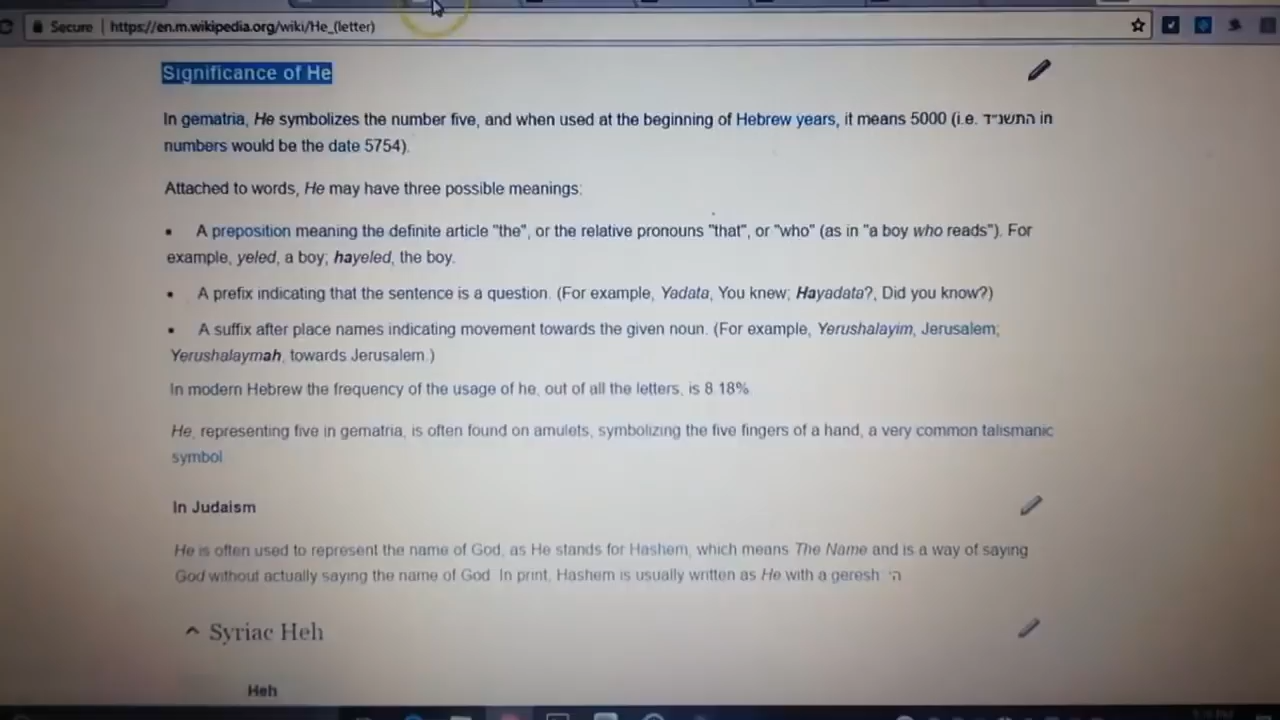 Secure | https://en.m.wikipedia.org/wiki/He_(letter)
Significance of He
In gematria, He symbolizes the number five, and when used at the beginning of Hebrew years, it means 5000 (i.e. התשנ״ד in
numbers would be the date 5754).
Attached to words, He may have three possible meanings:
▪ A preposition meaning the definite article "the", or the relative pronouns "that", or "who" (as in "a boy who reads"). For
example, yeled, a boy; hayeled, the boy.
▪ A prefix indicating that the sentence is a question. (For example, Yadata, You knew; Hayadata?, Did you know?)
▪ A suffix after place names indicating movement towards the given noun. (For example, Yerushalayim, Jerusalem;
Yerushalaymah, towards Jerusalem.)
In modern Hebrew the frequency of the usage of he, out of all the letters, is 8.18%.
He, representing five in gematria, is often found on amulets, symbolizing the five fingers of a hand, a very common talismanic
symbol.
In Judaism
He is often used to represent the name of God, as He stands for Hashem, which means The Name and is a way of saying
God without actually saying the name of God. In print, Hashem is usually written as He with a geresh: ה׳
Syriac Heh
Heh